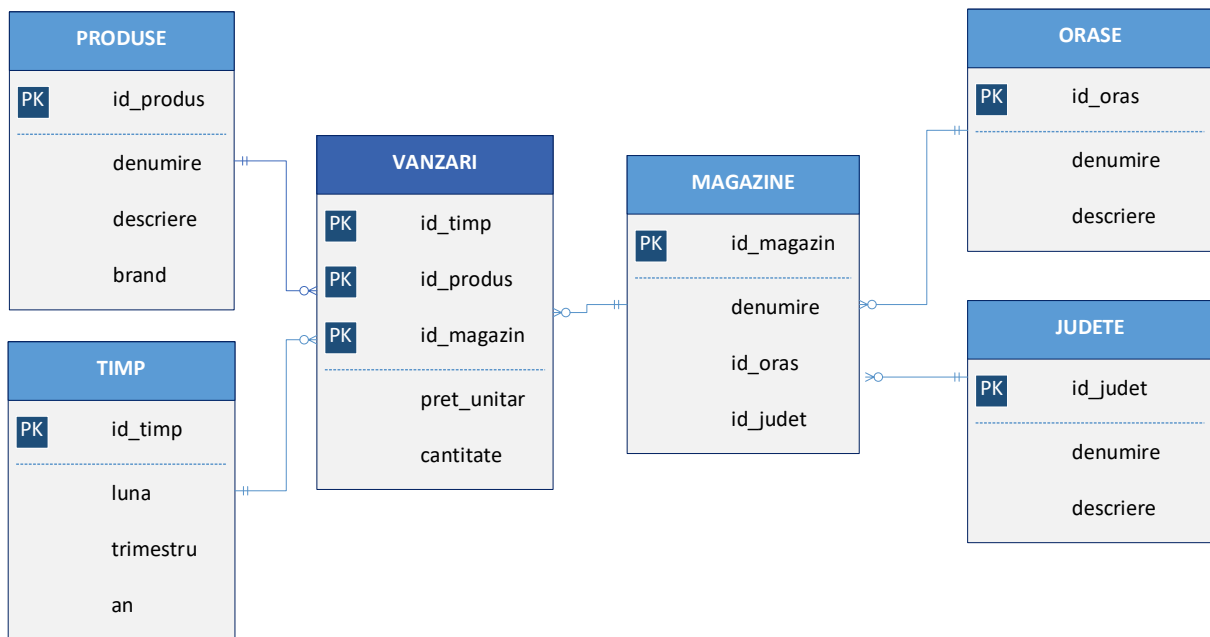 PRODUSE
PK id_produs
denumire
descriere
brand
TIMP
PK id_timp
luna
trimestru
an
VANZARI
PK id_timp
PK id_produs
PK id_magazin
pret_unitar
cantitate
MAGAZINE
PK id_magazin
denumire
id_oras
id_judet
ORASE
PK id_oras
denumire
descriere
JUDETE
PK id_judet
denumire
descriere